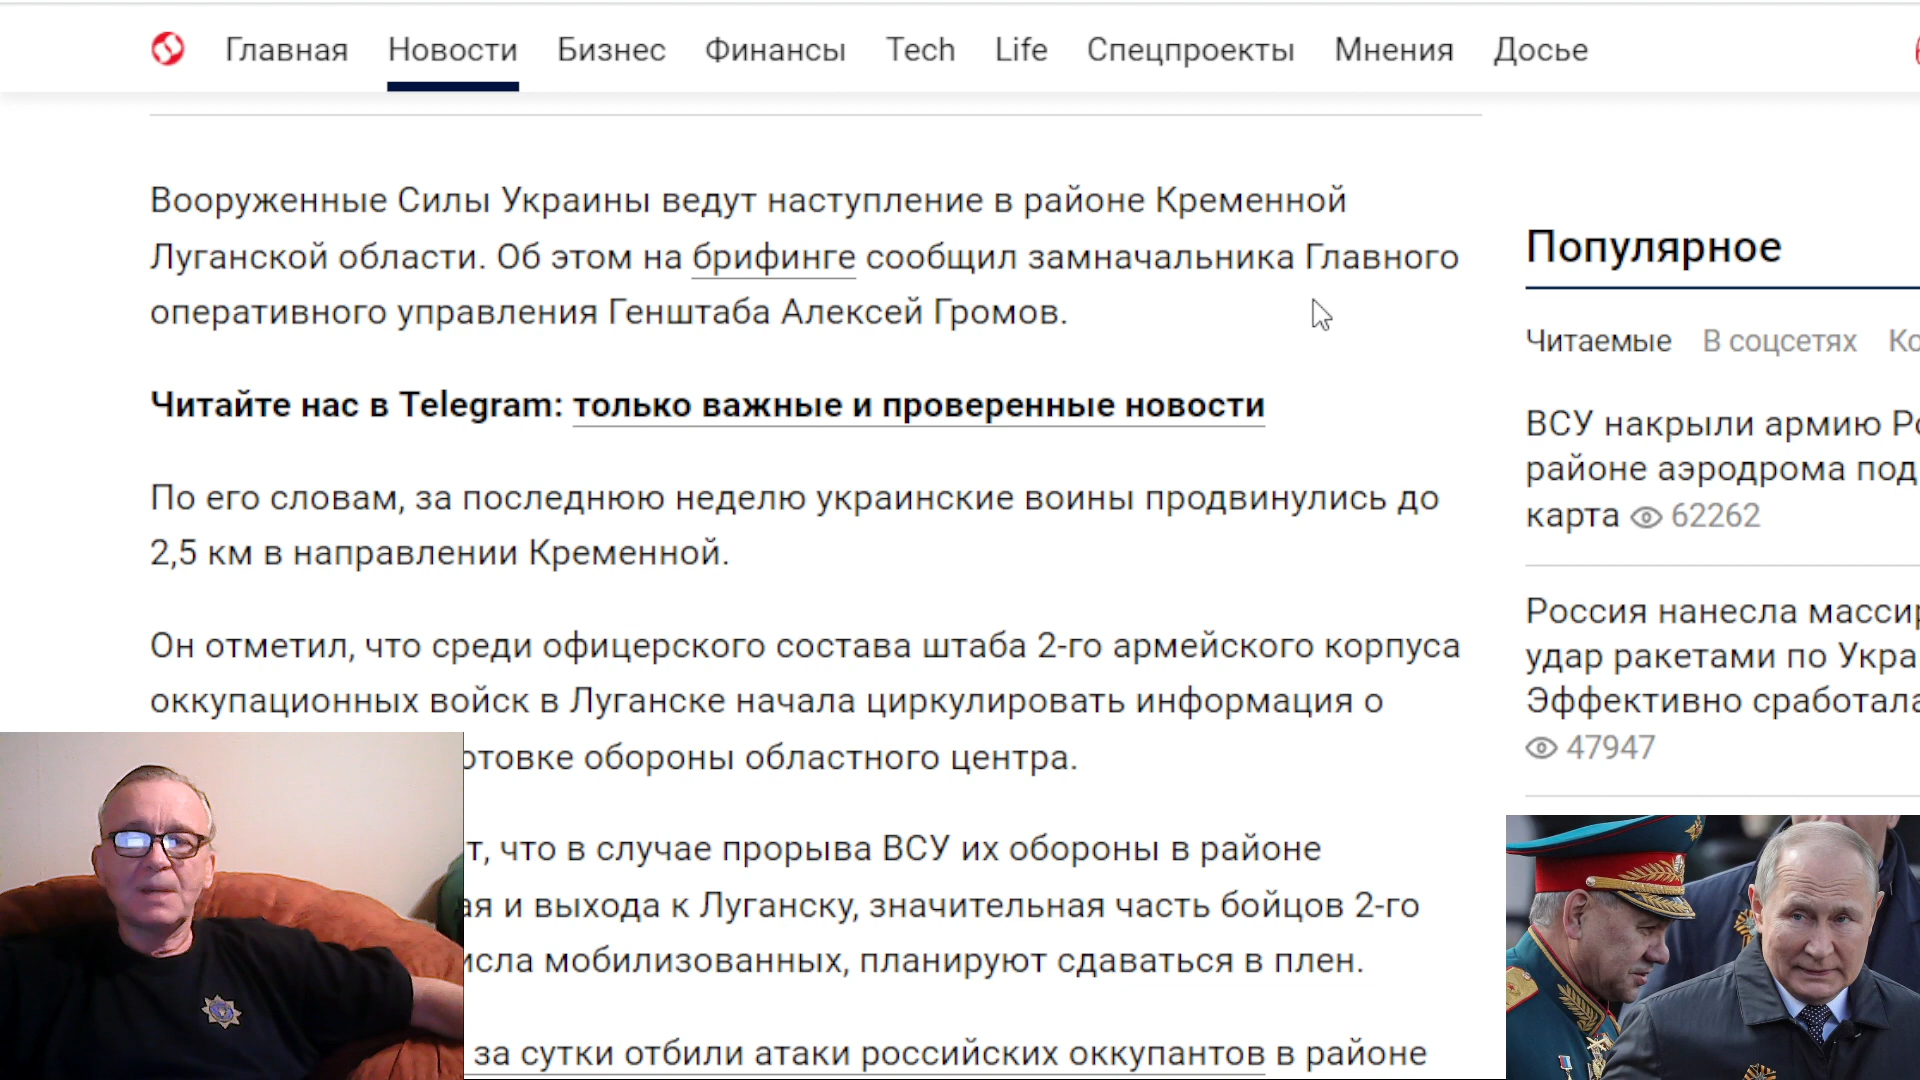 Главная Новости Бизнес Финансы Tech Life Спецпроекты Мнения Досье
Вооруженные Силы Украины ведут наступление в районе Кременной
Луганской области. Об этом на брифинге сообщил замначальника Главного
оперативного управления Генштаба Алексей Громов.
Читайте нас в Telegram: только важные и проверенные новости
По его словам, за последнюю неделю украинские воины продвинулись до
2,5 км в направлении Кременной.
Он отметил, что среди офицерского состава штаба 2-го армейского корпуса
оккупационных войск в Луганске начала циркулировать информация о
отовке обороны областного центра.
т, что в случае прорыва ВСУ их обороны в районе
ая и выхода к Луганску, значительная часть бойцов 2-го
исла мобилизованных, планируют сдаваться в плен.
за сутки отбили атаки российских оккупантов в районе
Популярное
Читаемые В соцсетях Ко
ВСУ накрыли армию Ро
районе аэродрома под
карта 62262
Россия нанесла массир
удар ракетами по Укра
Эффективно сработала
47947